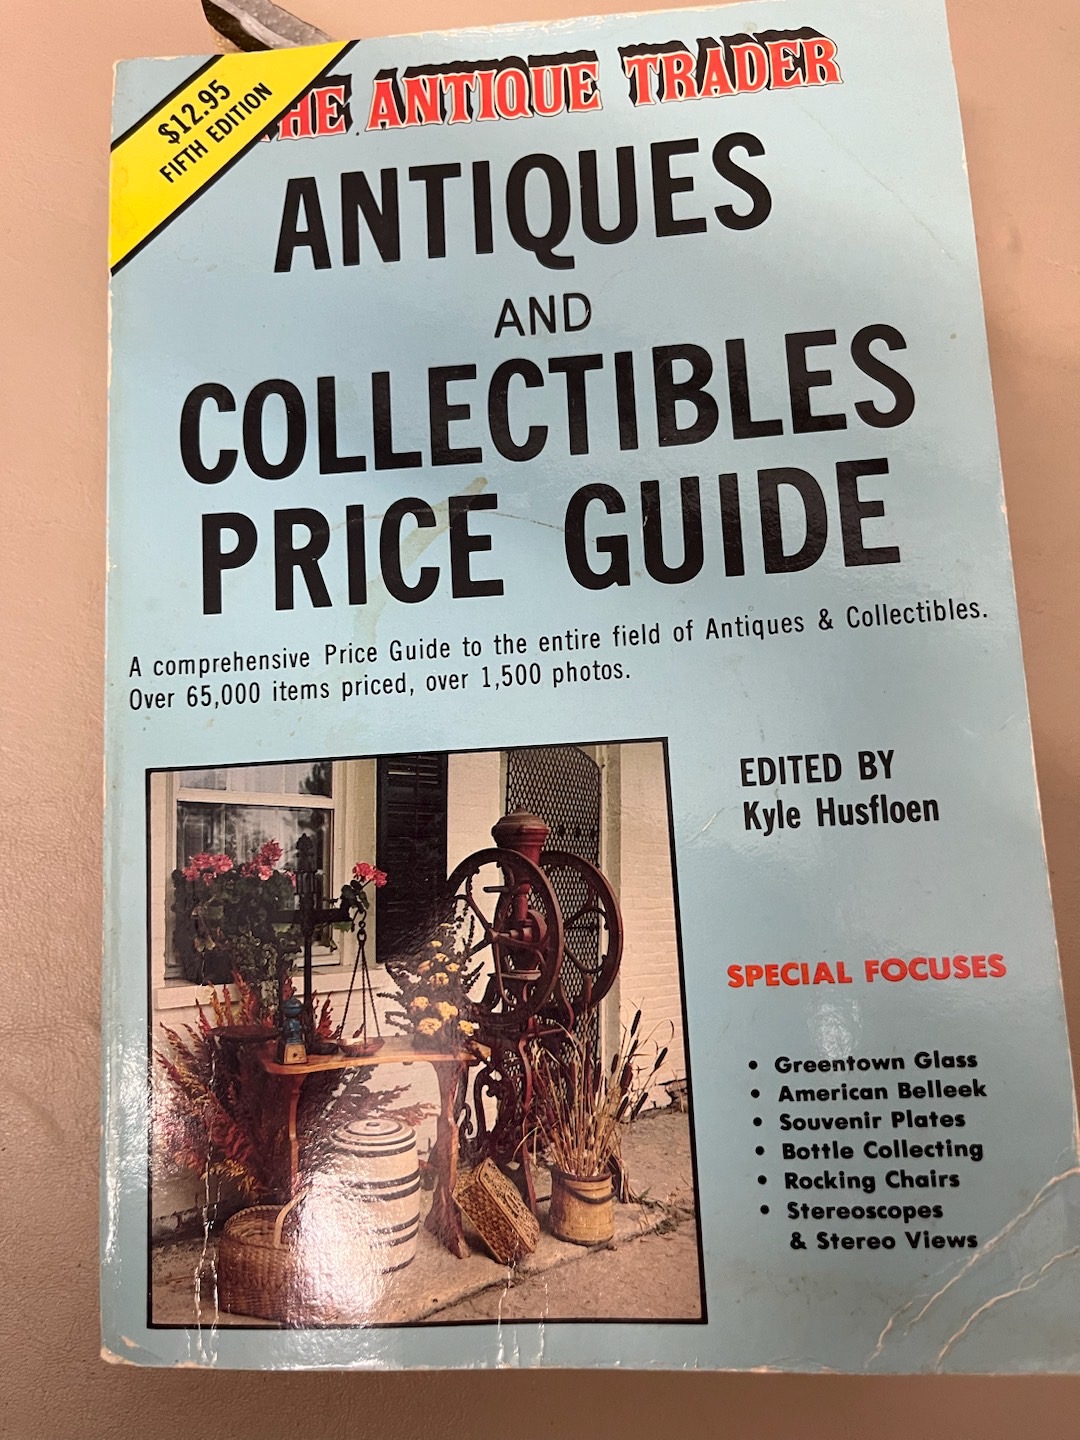 $12.95
FIFTH EDITION
THE ANTIQUE TRADER
ANTIQUES
AND
COLLECTIBLES
PRICE GUIDE
A comprehensive Price Guide to the entire field of Antiques & Collectibles.
Over 65,000 items priced, over 1,500 photos.
EDITED BY
Kyle Husfloen
SPECIAL FOCUSES
• Greentown Glass
• American Belleek
• Souvenir Plates
• Bottle Collecting
• Rocking Chairs
• Stereoscopes
& Stereo Views